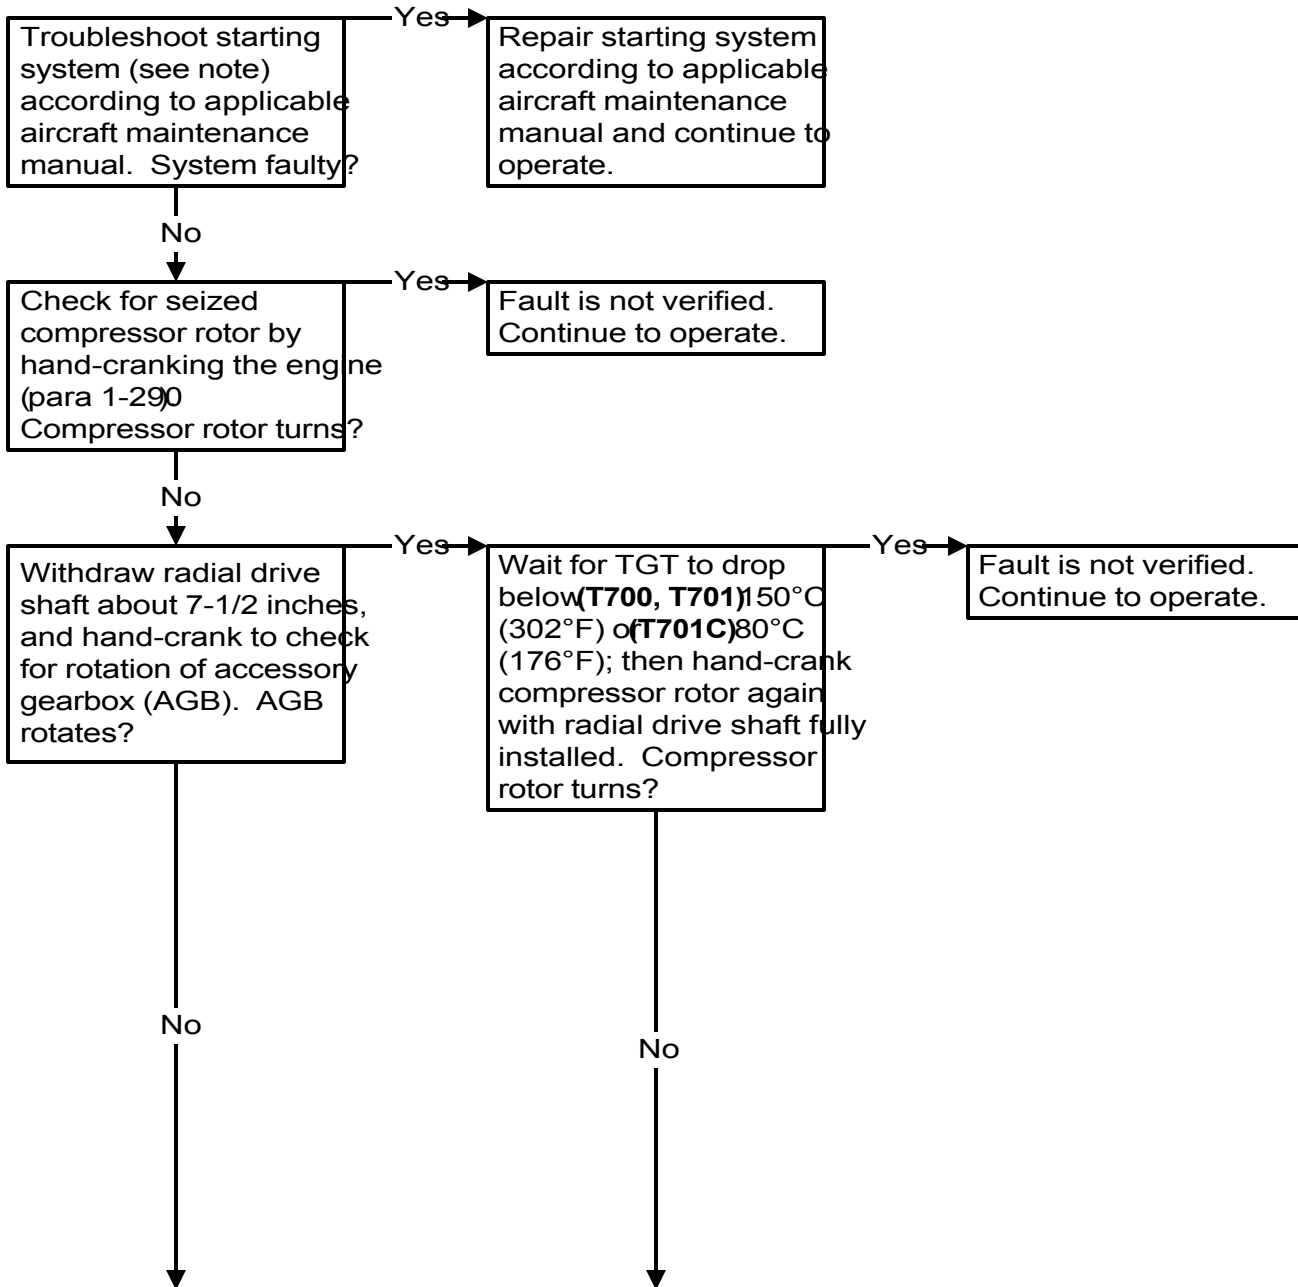 Troubleshoot starting
system (see note)
according to applicable
aircraft maintenance
manual.  System faulty?
Yes
Repair starting system
according to applicable
aircraft maintenance
manual and continue to
operate.
No
Check for seized
compressor rotor by
hand-cranking the engine
(para 1-290)
Compressor rotor turns?
Yes
Fault is not verified.
Continue to operate.
No
Withdraw radial drive
shaft about 7-1/2 inches,
and hand-crank to check
for rotation of accessory
gearbox (AGB).  AGB
rotates?
Yes
Wait for TGT to drop
below (T700, T701) 150°C
(302°F) or (T701C) 80°C
(176°F); then hand-crank
compressor rotor again
with radial drive shaft fully
installed.  Compressor
rotor turns?
Yes
Fault is not verified.
Continue to operate.
No
No